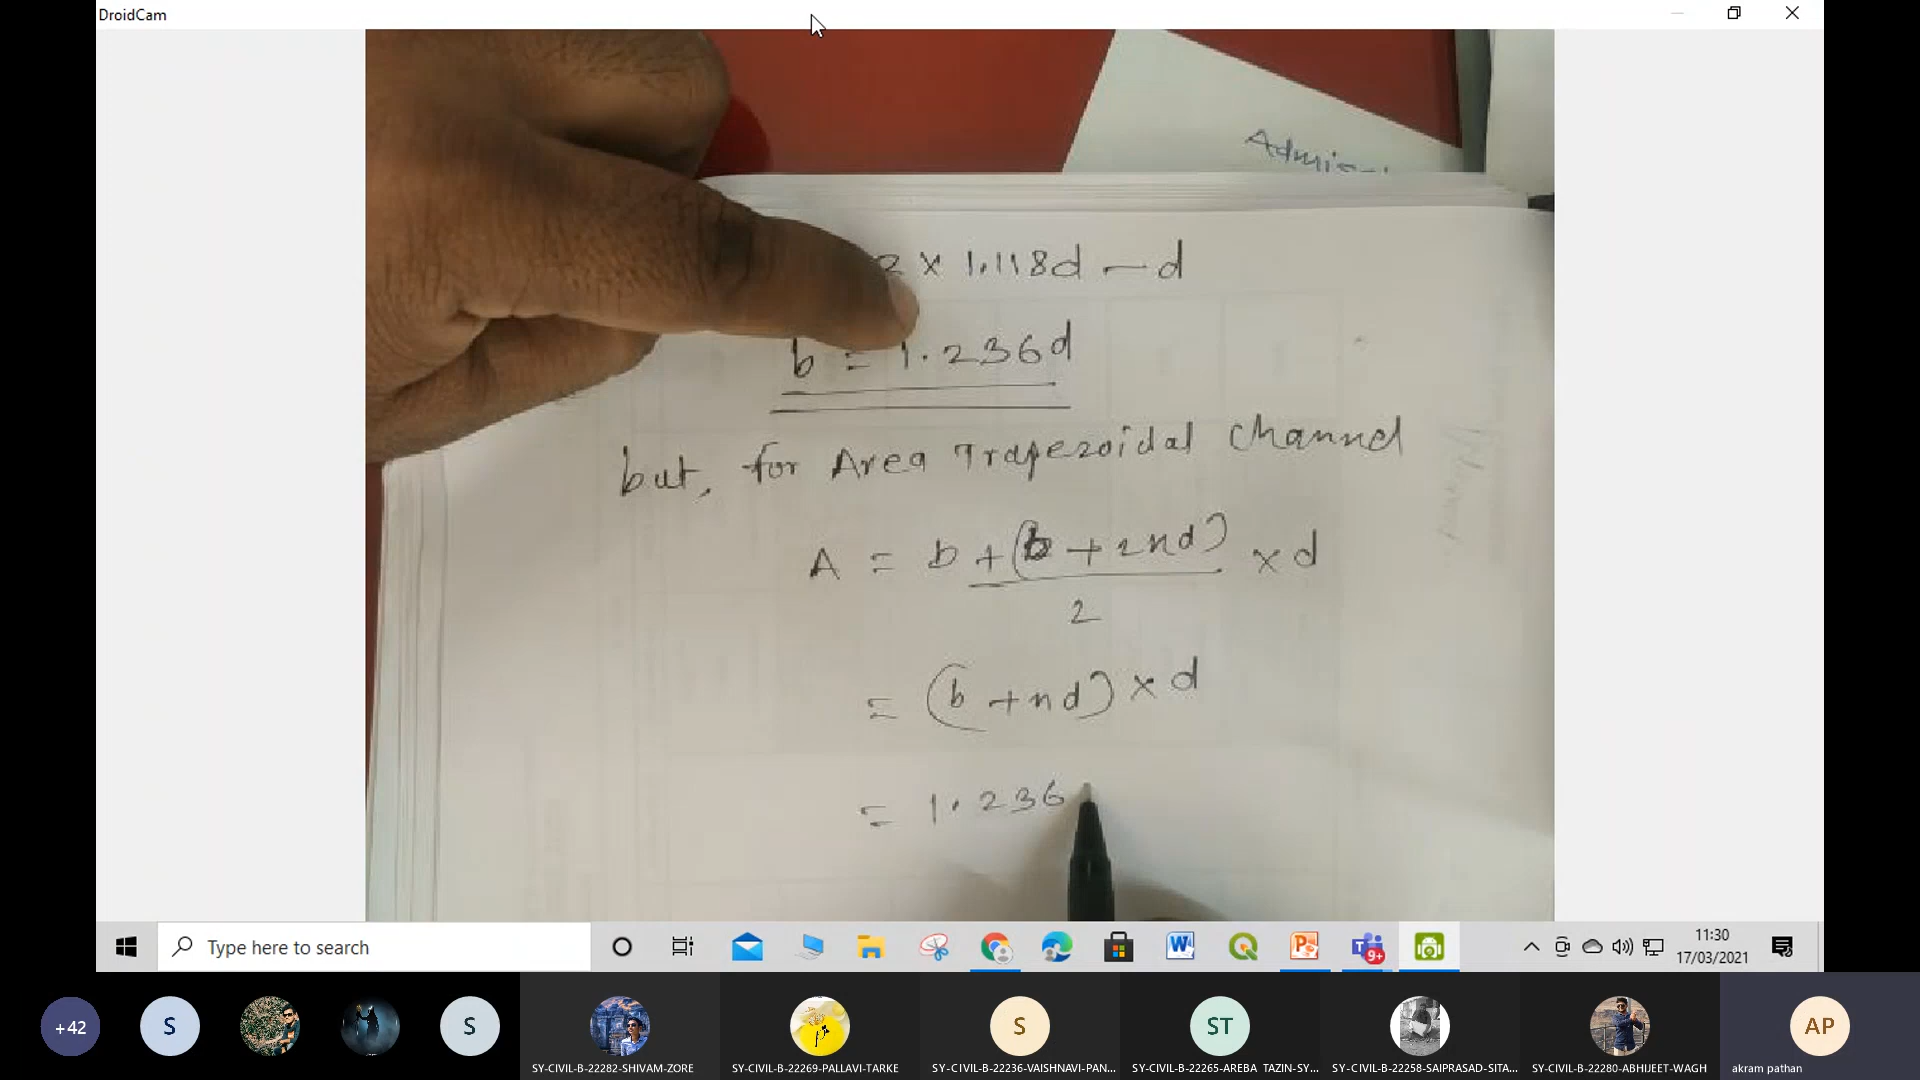 DroidCam
Admis
2 × 1.118d – d
b = 1.236d
but, for Area Trapezoidal Channel
A = b + (b + 2nd) × d
2
= (b + nd) × d
= 1.236
Type here to search
9+
11:30
17/03/2021
+42
S
S
S
ST
AP
SY-CIVIL-B-22282-SHIVAM-ZORE
SY-CIVIL-B-22269-PALLAVI-TARKE
SY-CIVIL-B-22236-VAISHNAVI-PAN...
SY-CIVIL-B-22265-AREBA TAZIN-SY...
SY-CIVIL-B-22258-SAIPRASAD-SITA...
SY-CIVIL-B-22280-ABHIJEET-WAGH
akram pathan